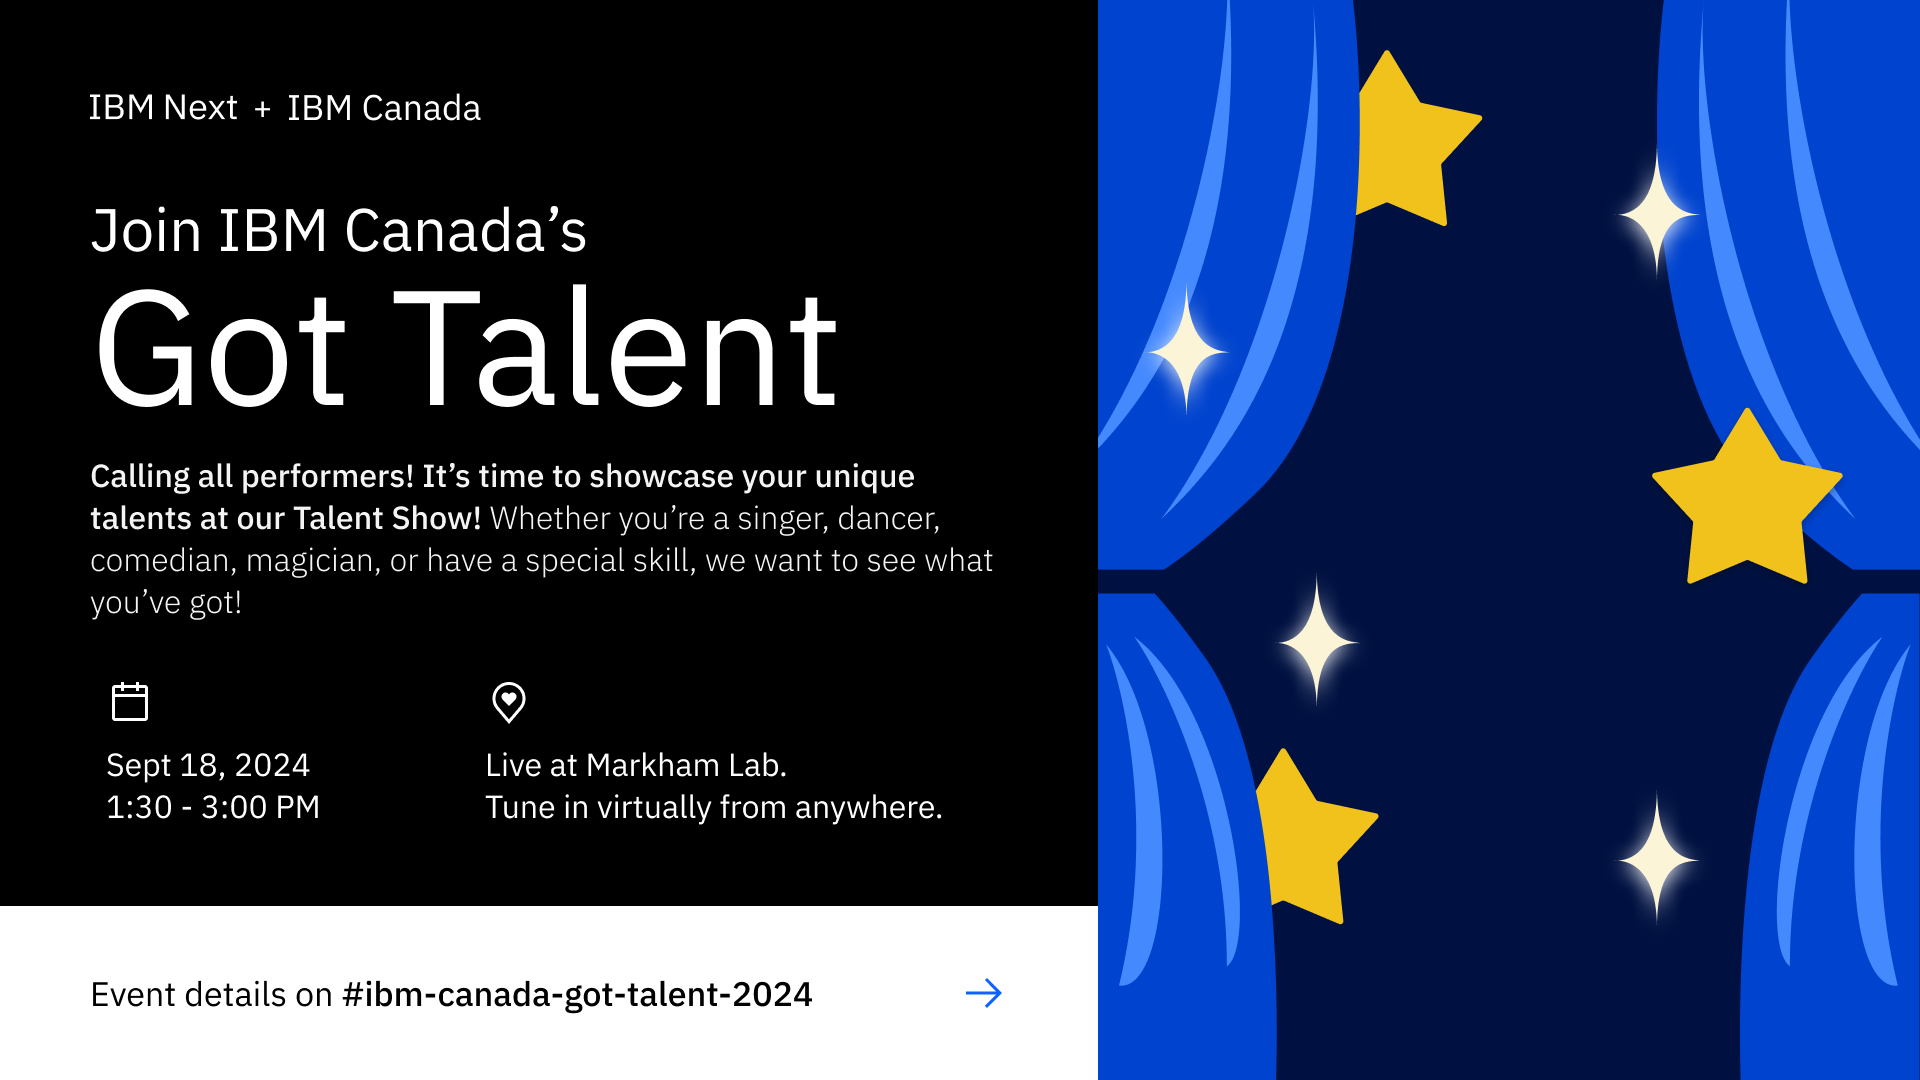 IBM Next + IBM Canada
Join IBM Canada’s
Got Talent
Calling all performers! It’s time to showcase your unique
talents at our Talent Show! Whether you’re a singer, dancer,
comedian, magician, or have a special skill, we want to see what
you’ve got!
Sept 18, 2024
1:30 - 3:00 PM
Live at Markham Lab.
Tune in virtually from anywhere.
Event details on #ibm-canada-got-talent-2024